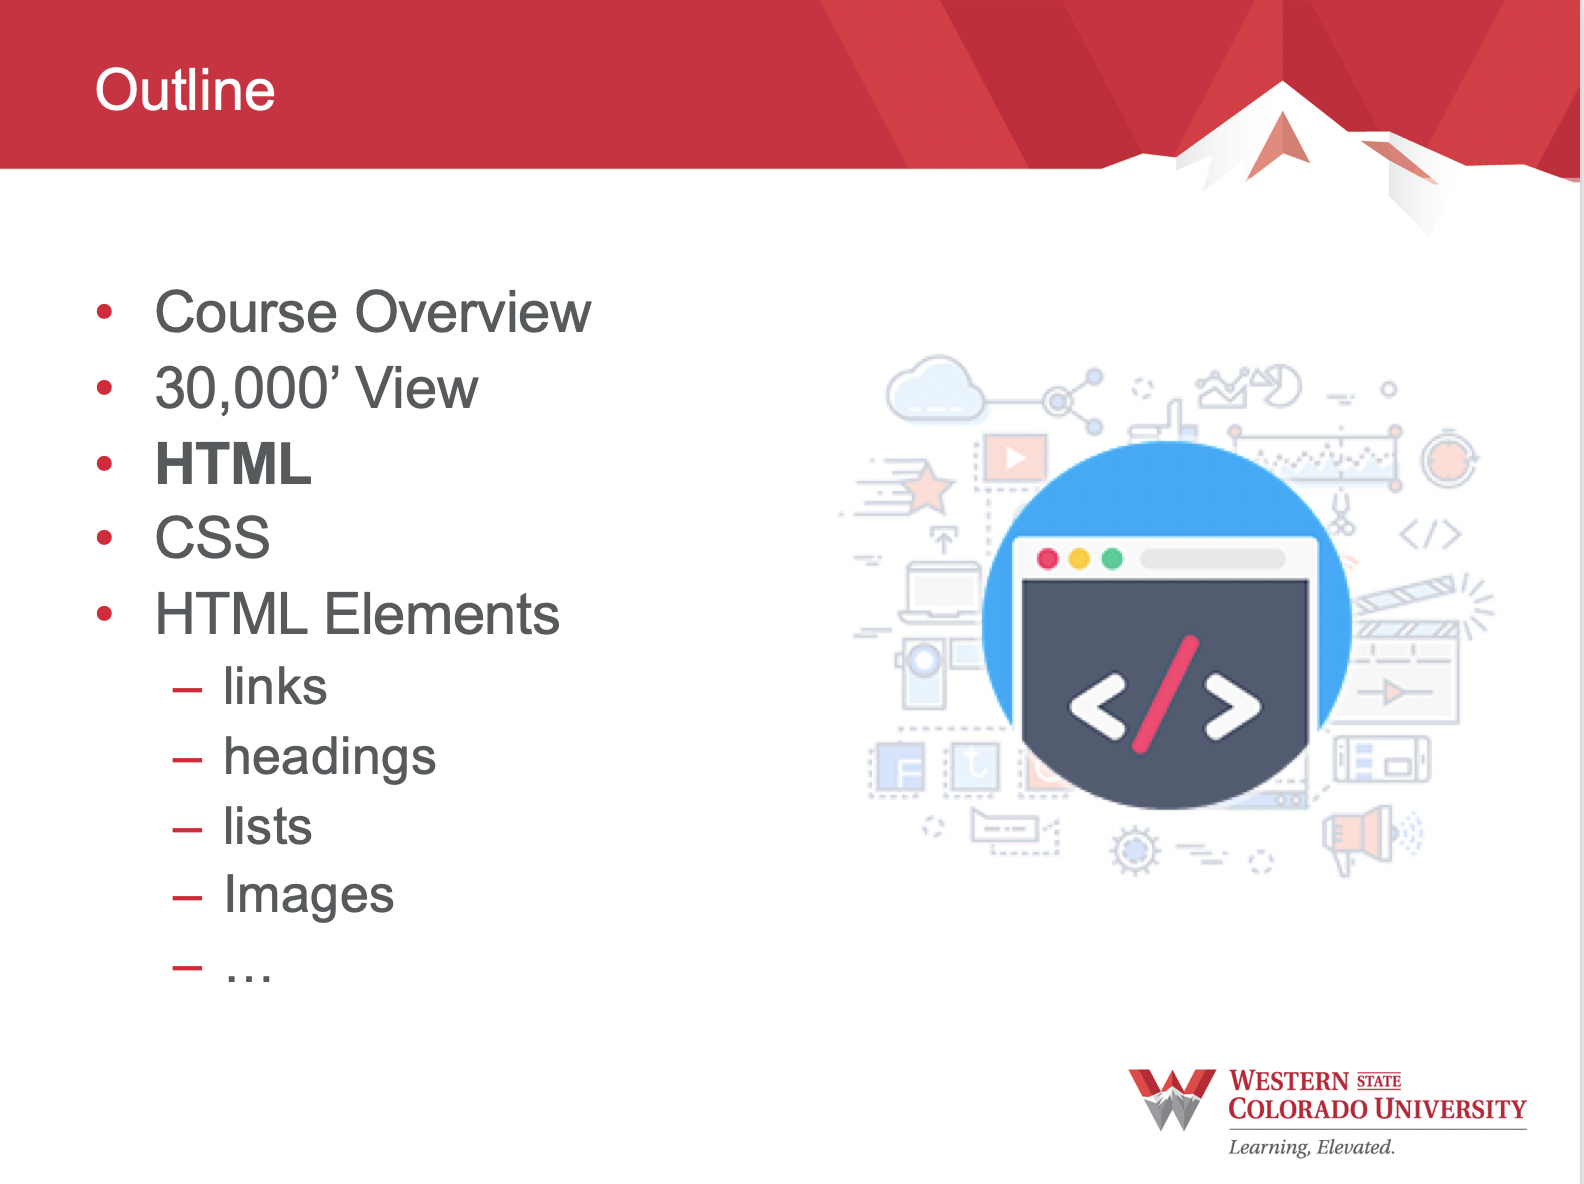 Outline
• Course Overview
• 30,000’ View
• HTML
• CSS
• HTML Elements
– links
– headings
– lists
– Images
– …
</>
</>
F
t
WESTERN STATE
COLORADO UNIVERSITY
Learning, Elevated.